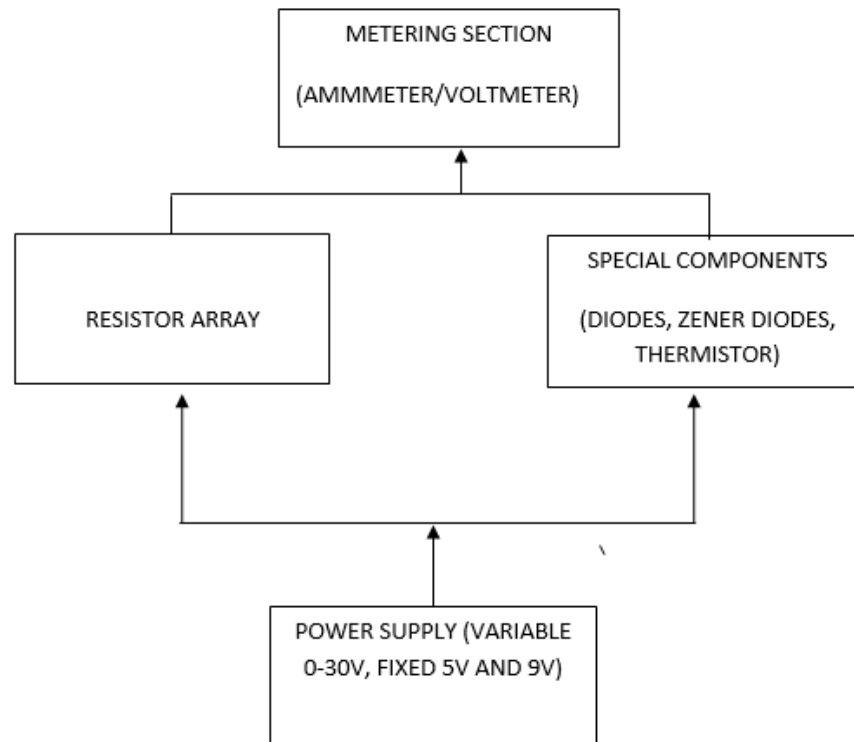 METERING SECTION
(AMMMETER/VOLTMETER)
RESISTOR ARRAY
SPECIAL COMPONENTS
(DIODES, ZENER DIODES,
THERMISTOR)
POWER SUPPLY (VARIABLE
0-30V, FIXED 5V AND 9V)